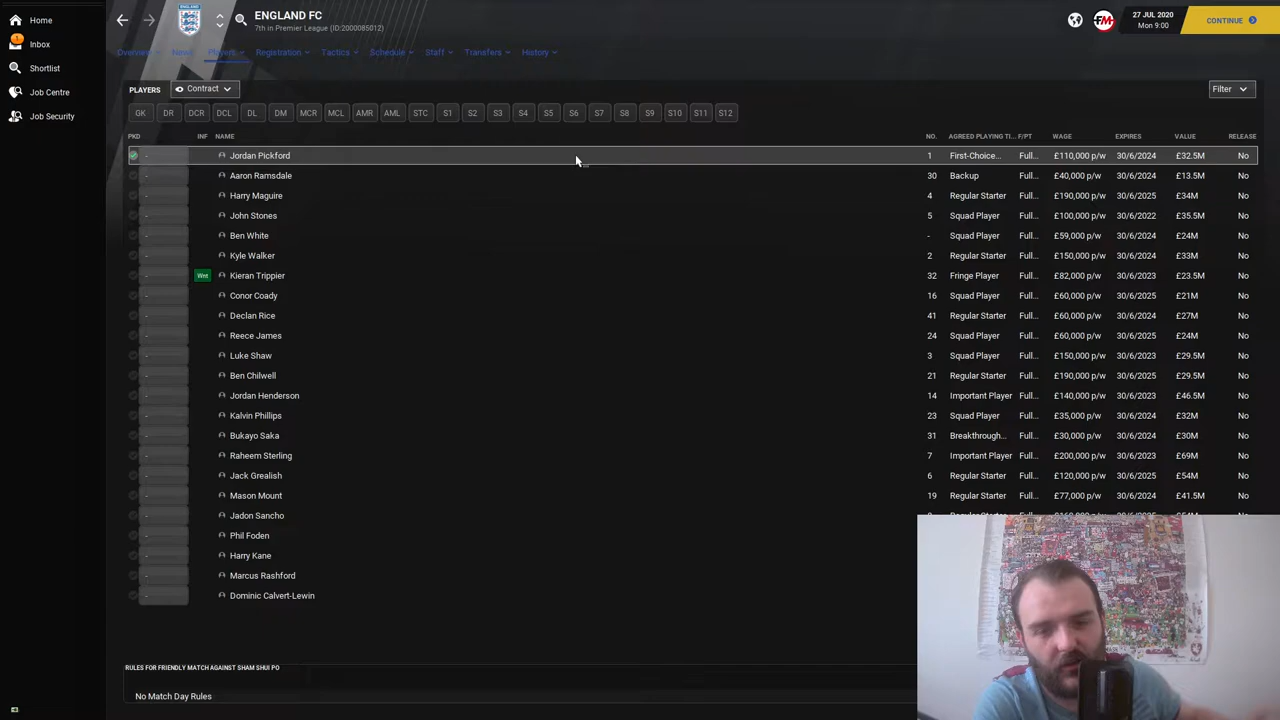 Home
Inbox
Shortlist
Job Centre
Job Security
ENGLAND FC
7th in Premier League (ID:2000085012)
27 JUL 2020
Mon 9:00
CONTINUE
Overview News Players Registration Tactics Schedule Staff Transfers History
PLAYERS Contract Filter
GK DR DCR DCL DL DM MCR MCL AMR AML STC S1 S2 S3 S4 S5 S6 S7 S8 S9 S10 S11 S12
PKD INF NAME NO. AGREED PLAYING TI... F/PT WAGE EXPIRES VALUE RELEASE
- Jordan Pickford 1 First-Choice... Full... £110,000 p/w 30/6/2024 £32.5M No
- Aaron Ramsdale 30 Backup Full... £40,000 p/w 30/6/2024 £13.5M No
- Harry Maguire 4 Regular Starter Full... £190,000 p/w 30/6/2025 £34M No
- John Stones 5 Squad Player Full... £100,000 p/w 30/6/2022 £35.5M No
- Ben White - Squad Player Full... £59,000 p/w 30/6/2024 £24M No
- Kyle Walker 2 Regular Starter Full... £150,000 p/w 30/6/2024 £33M No
- Wnt Kieran Trippier 32 Fringe Player Full... £82,000 p/w 30/6/2023 £23.5M No
- Conor Coady 16 Squad Player Full... £60,000 p/w 30/6/2025 £21M No
- Declan Rice 41 Regular Starter Full... £60,000 p/w 30/6/2024 £27M No
- Reece James 24 Squad Player Full... £60,000 p/w 30/6/2025 £24M No
- Luke Shaw 3 Squad Player Full... £150,000 p/w 30/6/2023 £29.5M No
- Ben Chilwell 21 Regular Starter Full... £190,000 p/w 30/6/2025 £29.5M No
- Jordan Henderson 14 Important Player Full... £140,000 p/w 30/6/2023 £46.5M No
- Kalvin Phillips 23 Squad Player Full... £35,000 p/w 30/6/2024 £32M No
- Bukayo Saka 31 Breakthrough... Full... £30,000 p/w 30/6/2024 £30M No
- Raheem Sterling 7 Important Player Full... £200,000 p/w 30/6/2023 £69M No
- Jack Grealish 6 Regular Starter Full... £120,000 p/w 30/6/2025 £54M No
- Mason Mount 19 Regular Starter Full... £77,000 p/w 30/6/2024 £41.5M No
- Jadon Sancho
- Phil Foden
- Harry Kane
- Marcus Rashford
- Dominic Calvert-Lewin
RULES FOR FRIENDLY MATCH AGAINST SHAM SHUI PO
No Match Day Rules